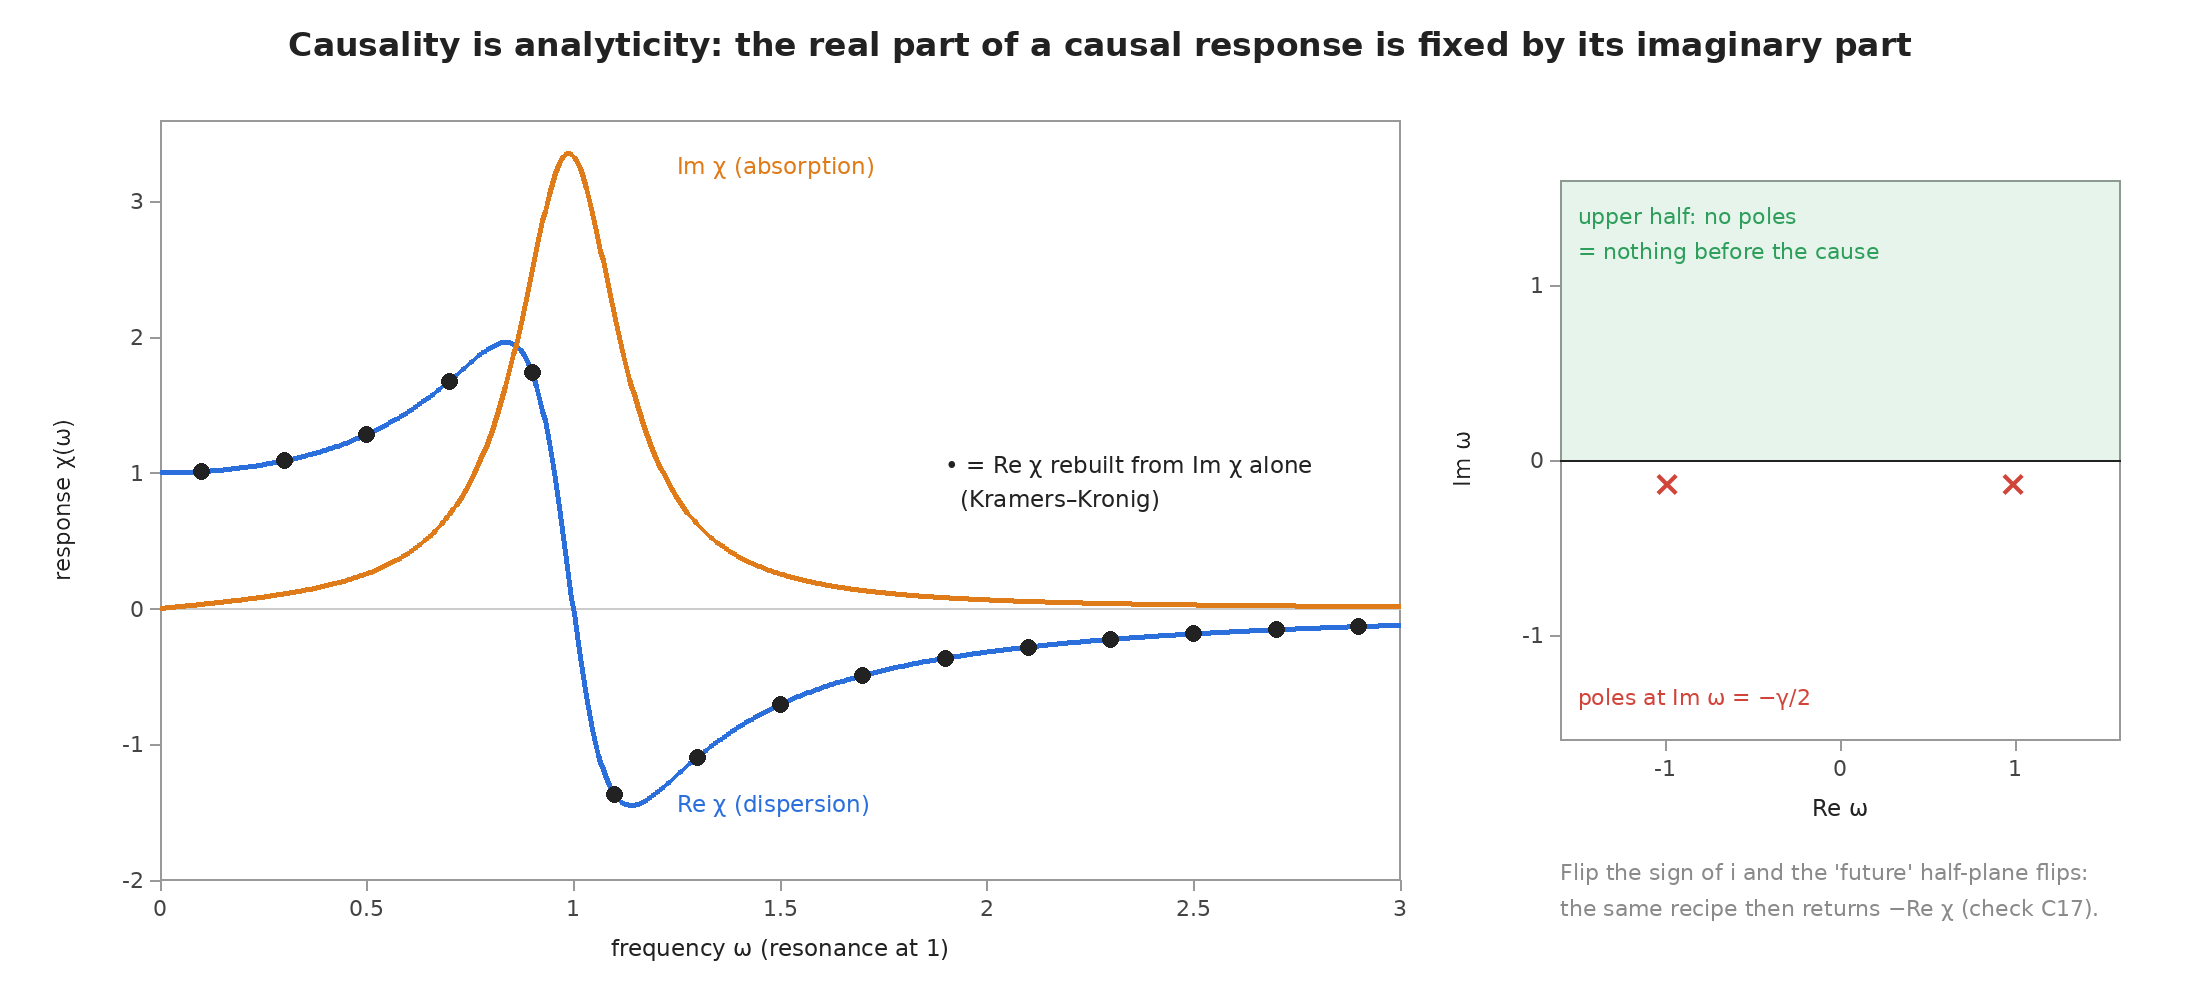 Causality is analyticity: the real part of a causal response is fixed by its imaginary part
response χ(ω)
3
2
1
0
-1
-2
0
0.5
1
1.5
2
2.5
3
frequency ω (resonance at 1)
Im χ (absorption)
• = Re χ rebuilt from Im χ alone
(Kramers–Kronig)
Re χ (dispersion)
upper half: no poles
= nothing before the cause
Im ω
1
0
-1
poles at Im ω = −γ/2
-1
0
1
Re ω
Flip the sign of i and the 'future' half-plane flips:
the same recipe then returns −Re χ (check C17).